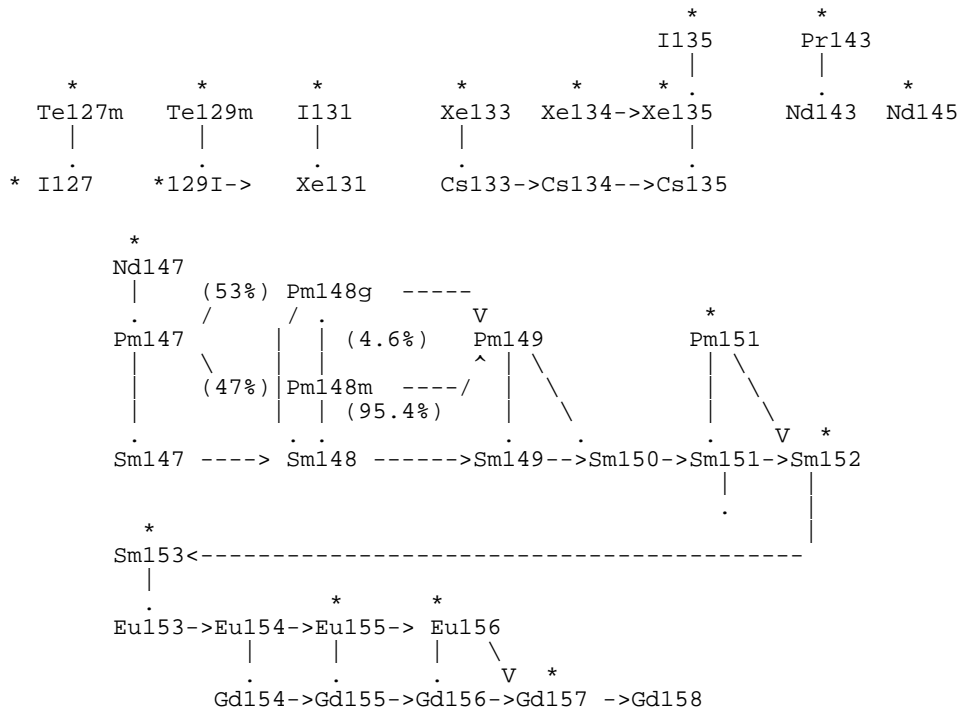 * *
I135 Pr143
| |
* * * * * * . . *
Te127m Te129m I131 Xe133 Xe134->Xe135 Nd143 Nd145
| | | | |
. . . . .
* I127 *129I-> Xe131 Cs133->Cs134-->Cs135
*
Nd147
| (53%) Pm148g -----
. / / . V *
Pm147 | | (4.6%) Pm149 Pm151
| \ | | ^ | \ | \
| (47%)|Pm148m ----/ | \ | \
| | | (95.4%) | \ | \
. . . . . . V *
Sm147 ----> Sm148 ------>Sm149-->Sm150->Sm151->Sm152
| |
. |
* |
Sm153<------------------------------------------
|
. * *
Eu153->Eu154->Eu155-> Eu156
| | | \
. . . V *
Gd154->Gd155->Gd156->Gd157 ->Gd158